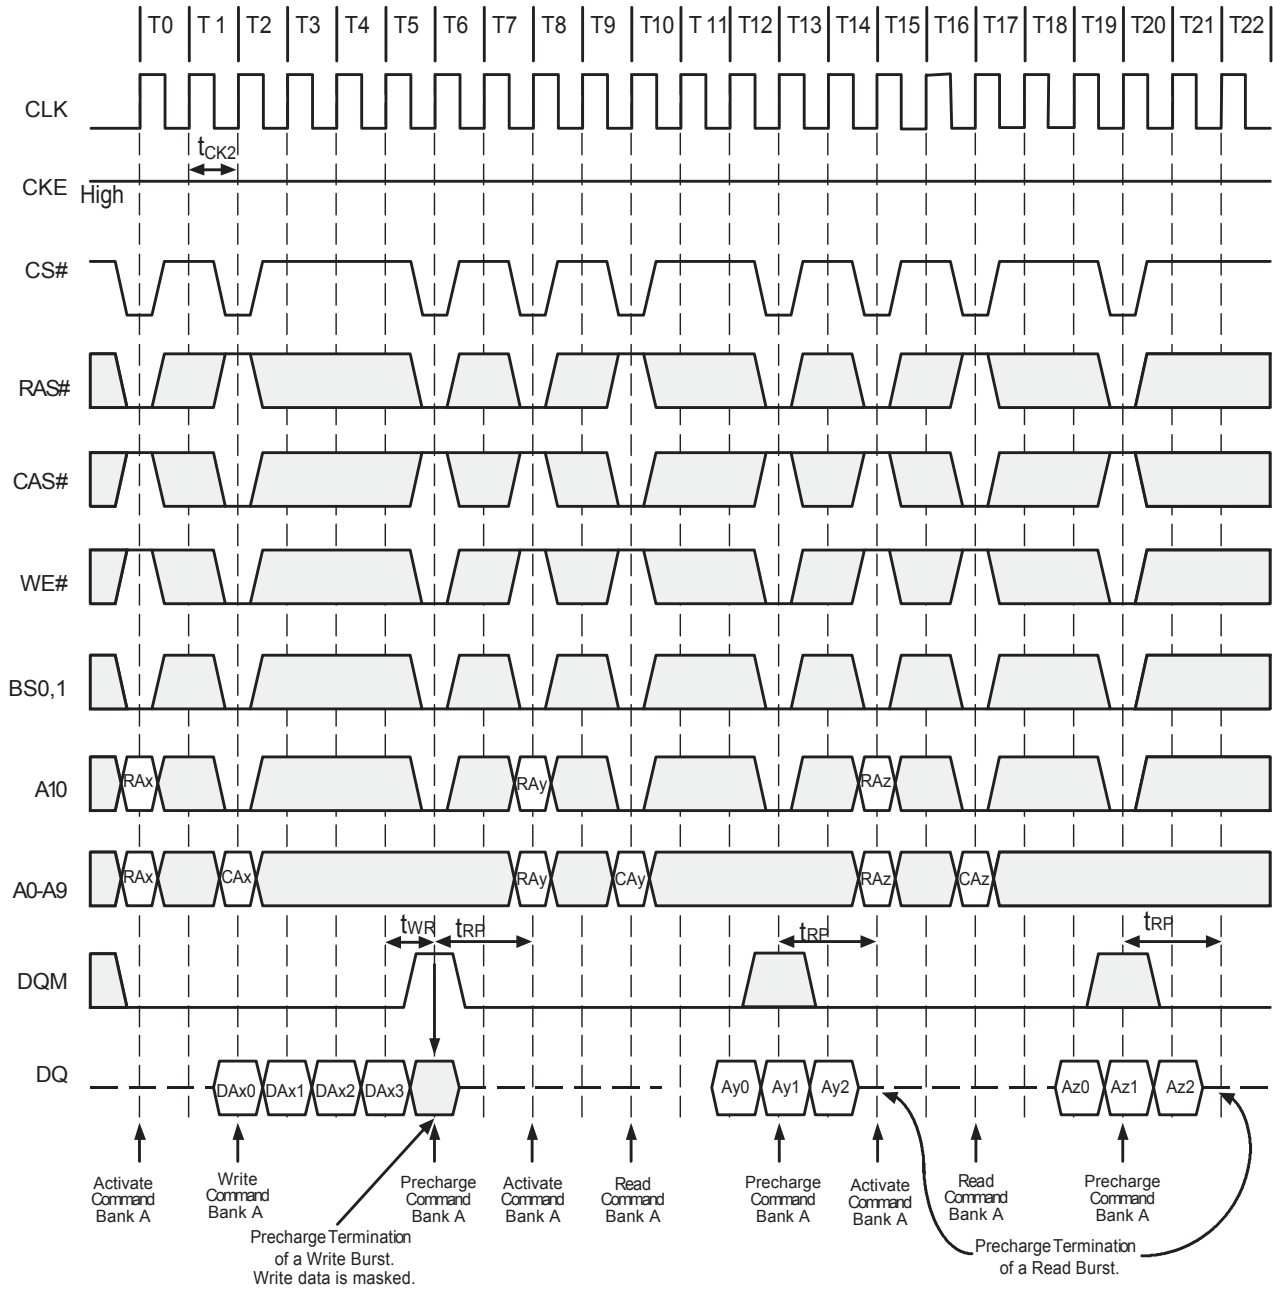 T0 T 1 T2 T3 T4 T5 T6 T7 T8 T9 T10 T 11 T12 T13 T14 T15 T16 T17 T18 T19 T20 T21 T22
CLK
tCK2
CKE High
CS#
RAS#
CAS#
WE#
BS0,1
A10 RAx RAy RAz
A0-A9 RAx CAx RAy CAy RAz CAz
tWR tRP tRP tRP
DQM
DQ DAx0 DAx1 DAx2 DAx3 Ay0 Ay1 Ay2 Az0 Az1 Az2
Activate
Command
Bank A
Write
Command
Bank A
Precharge
Command
Bank A
Activate
Command
Bank A
Read
Command
Bank A
Precharge
Command
Bank A
Activate
Command
Bank A
Read
Command
Bank A
Precharge
Command
Bank A
Precharge Termination
of a Write Burst.
Write data is masked.
Precharge Termination
of a Read Burst.